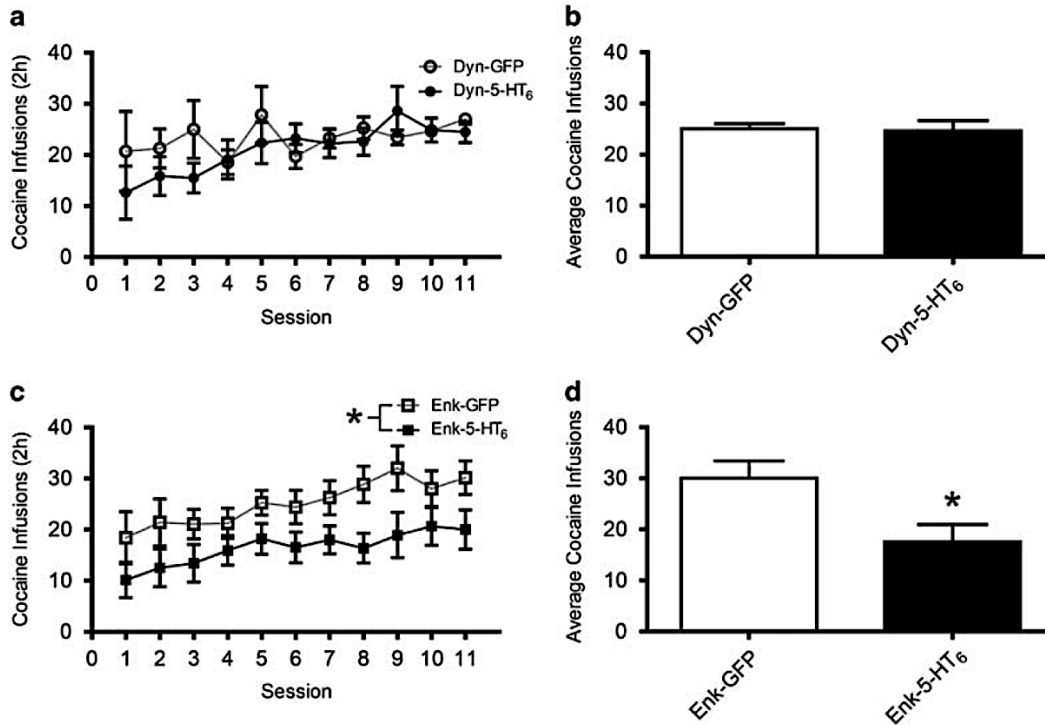 a
Cocaine Infusions (2h)
40
30
20
10
0
Dyn-GFP
Dyn-5-HT₆
0 1 2 3 4 5 6 7 8 9 10 11
Session
b
Average Cocaine Infusions
40
30
20
10
0
Dyn-GFP
Dyn-5-HT₆
c
Cocaine Infusions (2h)
40
30
20
10
0
*
Enk-GFP
Enk-5-HT₆
0 1 2 3 4 5 6 7 8 9 10 11
Session
d
Average Cocaine Infusions
40
30
20
10
0
*
Enk-GFP
Enk-5-HT₆